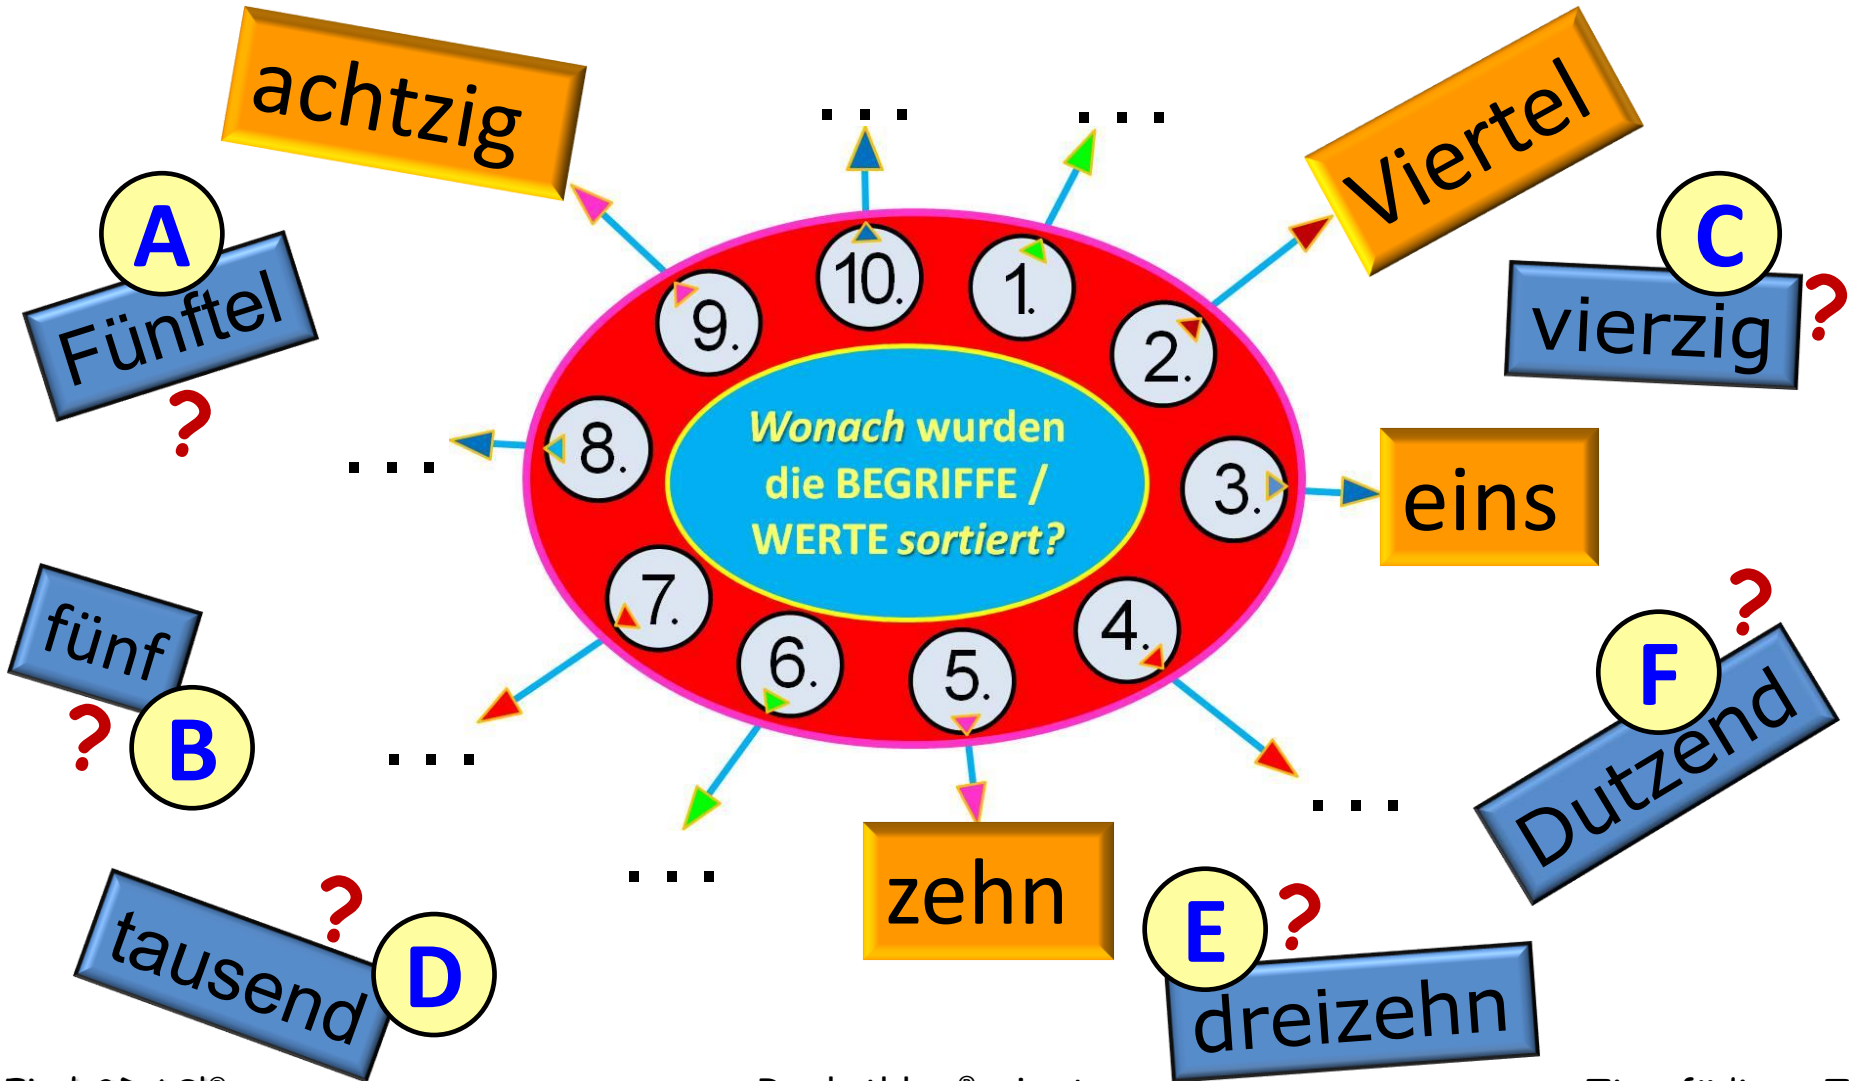 achtzig
. . .
. . .
Viertel
A
Fünftel
?
C
vierzig
?
10.
1.
9.
2.
8.
3.
7.
4.
6.
5.
Wonach wurden
die BEGRIFFE /
WERTE sortiert?
. . .
eins
fünf
?
B
. . .
?
F
Dutzend
. . .
. . .
zehn
?
tausend
D
E
?
dreizehn